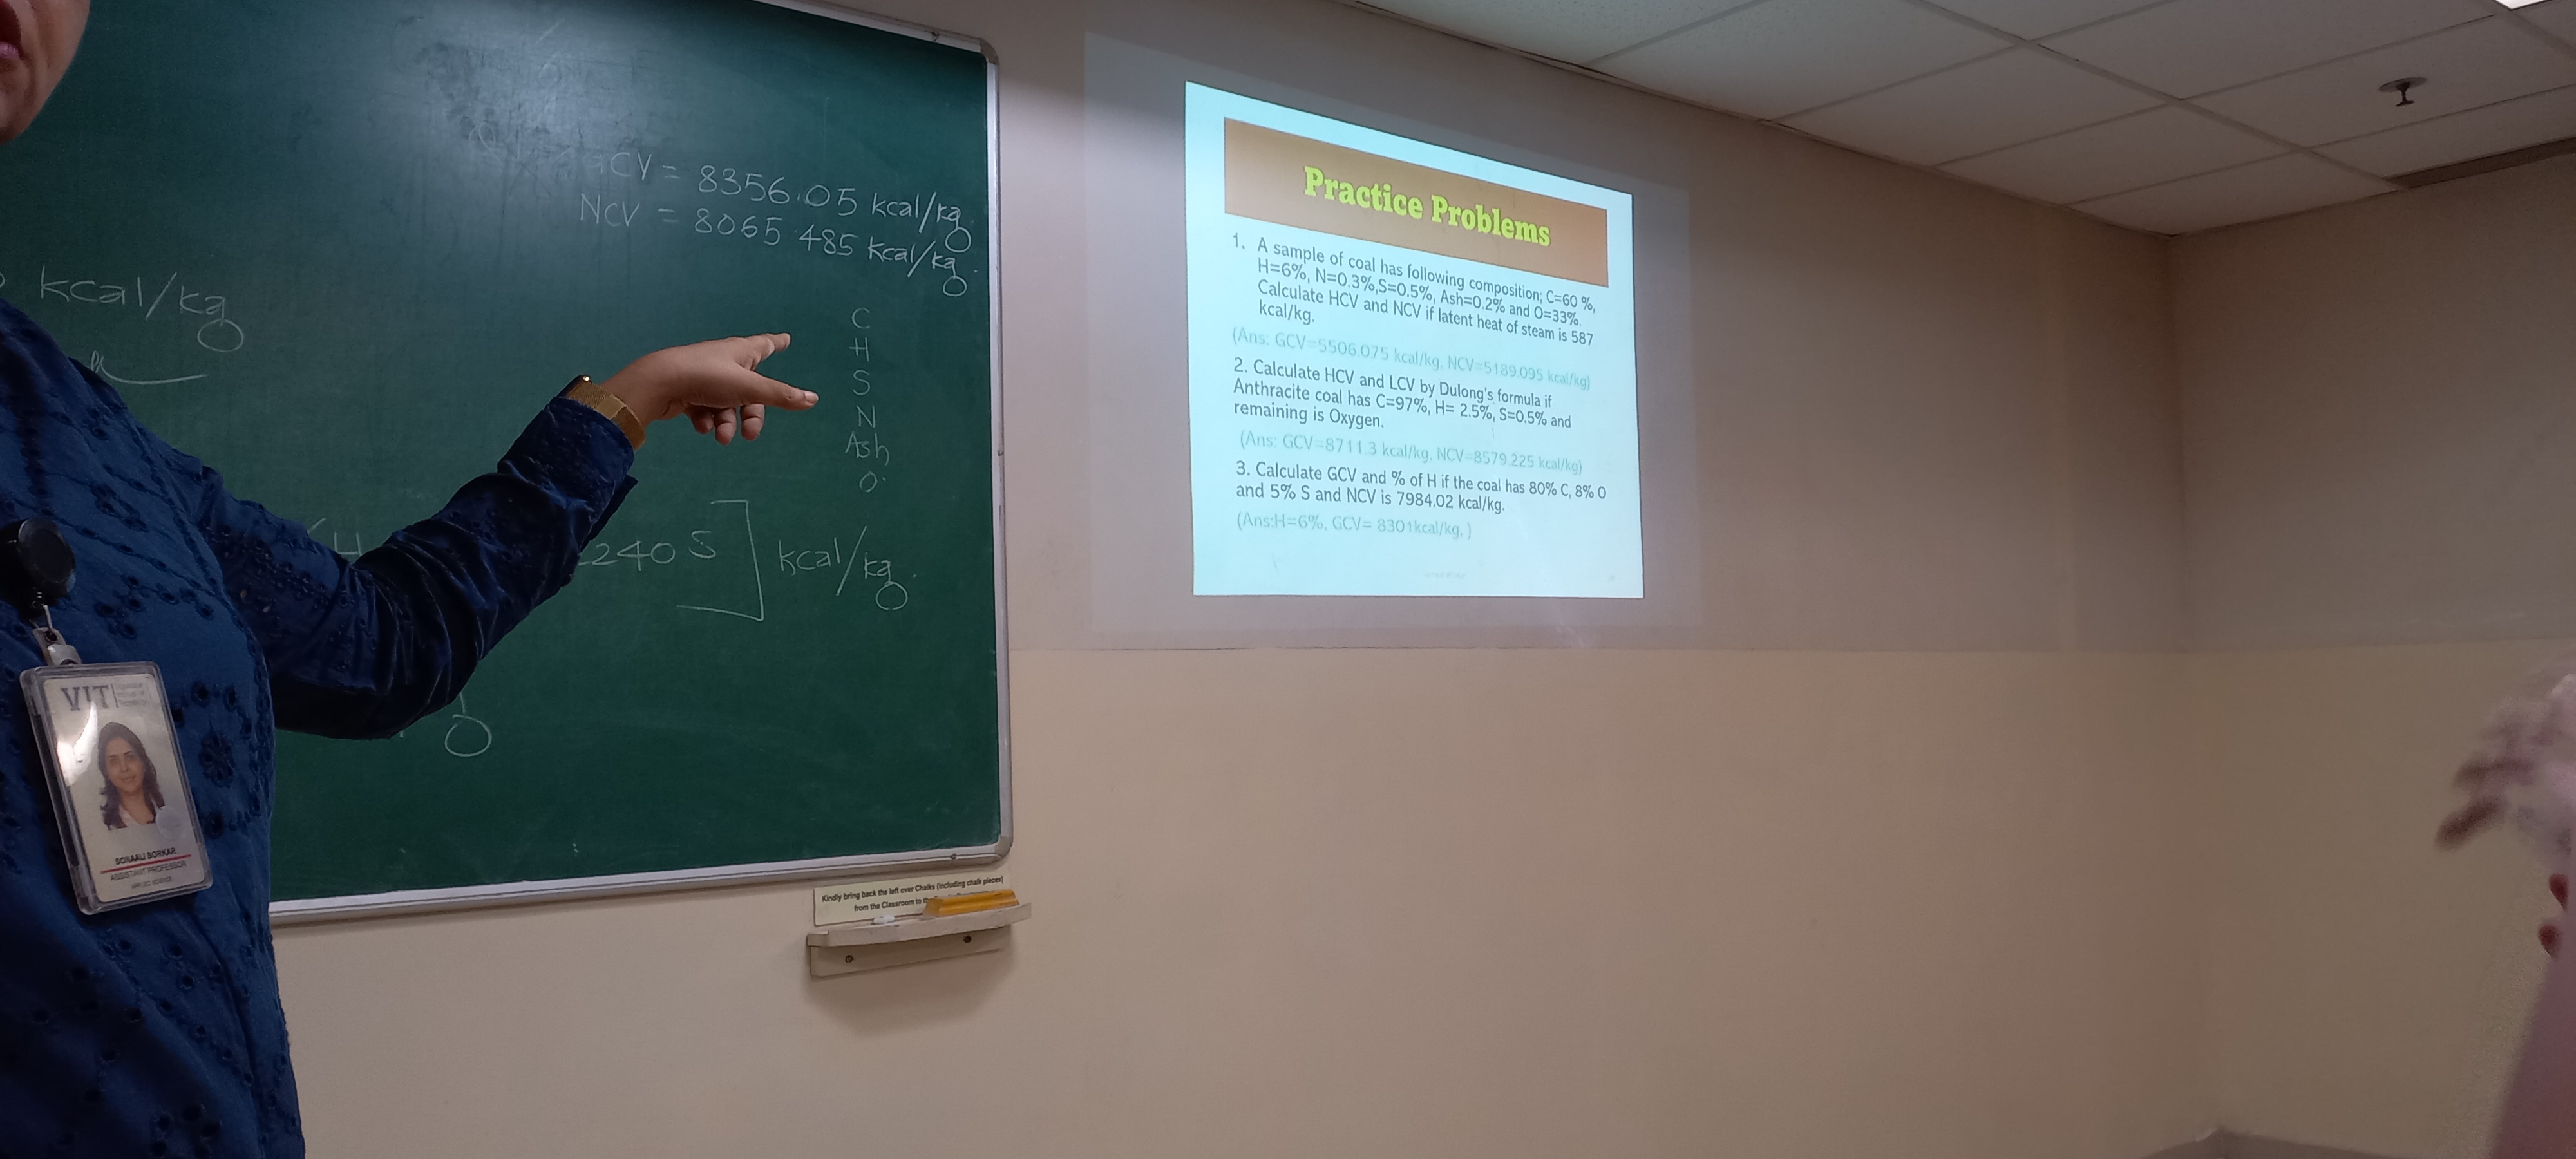 CV = 8356.05 kcal/kg
NCV = 8065.485 kcal/kg.
kcal/kg
C
H
S
N
Ash
O
H
240 S ] kcal/kg.
VIT
SONAALI BORKAR
ASSISTANT PROFESSOR
APPLIED SCIENCE
Kindly bring back the left over Chalks (including chalk pieces)
from the Classroom to
Practice Problems
1. A sample of coal has following composition; C=60 %,
H=6%, N=0.3%,S=0.5%, Ash=0.2% and O=33%.
Calculate HCV and NCV if latent heat of steam is 587
kcal/kg.
(Ans: GCV=5506.075 kcal/kg, NCV=5189.095 kcal/kg)
2. Calculate HCV and LCV by Dulong's formula if
Anthracite coal has C=97%, H= 2.5%, S=0.5% and
remaining is Oxygen.
(Ans: GCV=8711.3 kcal/kg, NCV=8579.225 kcal/kg)
3. Calculate GCV and % of H if the coal has 80% C, 8% O
and 5% S and NCV is 7984.02 kcal/kg.
(Ans:H=6%, GCV= 8301kcal/kg, )